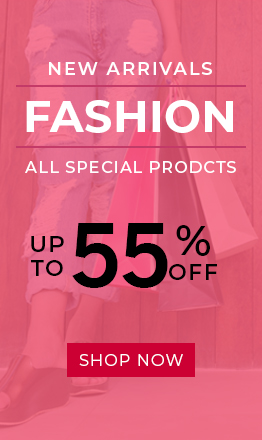 NEW ARRIVALS
FASHION
ALL SPECIAL PRODCTS
UP TO 55% OFF
SHOP NOW